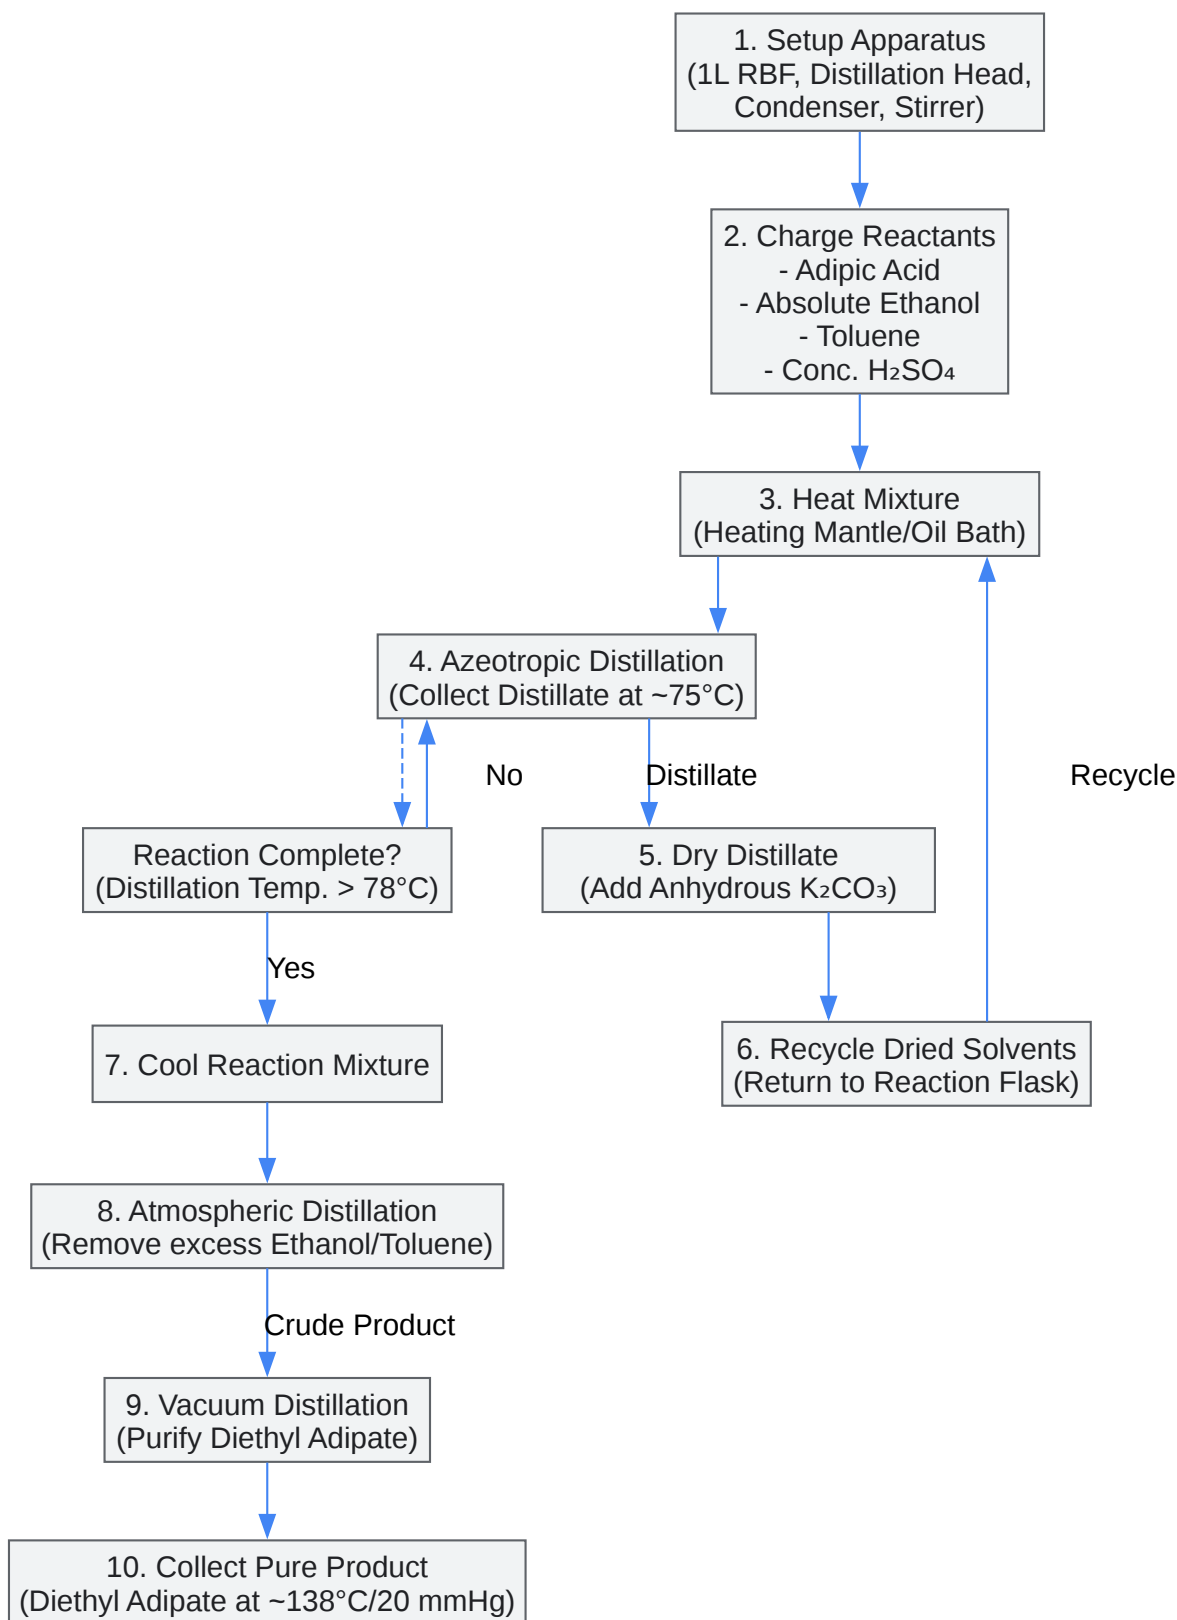 1. Setup Apparatus
(1L RBF, Distillation Head,
Condenser, Stirrer)
2. Charge Reactants
- Adipic Acid
- Absolute Ethanol
- Toluene
- Conc. H₂SO₄
3. Heat Mixture
(Heating Mantle/Oil Bath)
4. Azeotropic Distillation
(Collect Distillate at ~75°C)
No
Distillate
Recycle
Reaction Complete?
(Distillation Temp. > 78°C)
5. Dry Distillate
(Add Anhydrous K₂CO₃)
Yes
6. Recycle Dried Solvents
(Return to Reaction Flask)
7. Cool Reaction Mixture
8. Atmospheric Distillation
(Remove excess Ethanol/Toluene)
Crude Product
9. Vacuum Distillation
(Purify Diethyl Adipate)
10. Collect Pure Product
(Diethyl Adipate at ~138°C/20 mmHg)